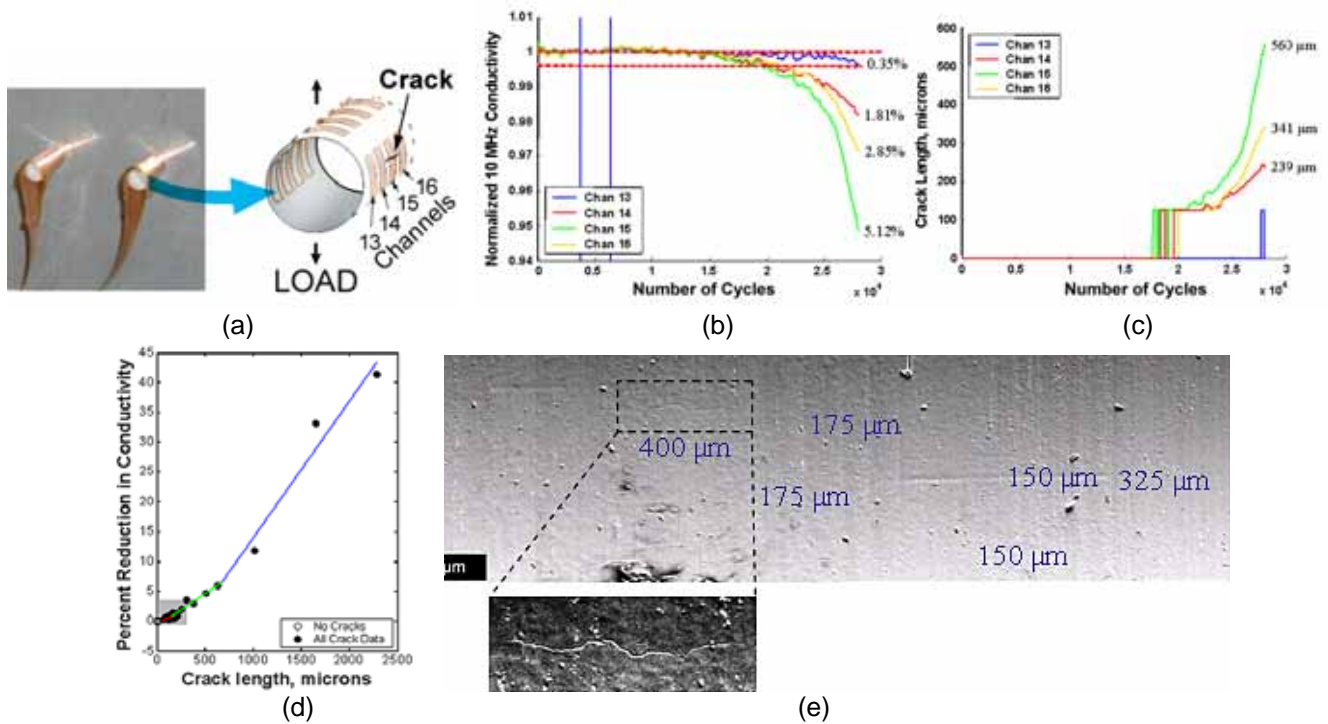 Crack
16
15
14
13
Channels
LOAD
(a)
Normalized 10 MHz Conductivity
1.01
1
0.99
0.98
0.97
0.96
0.95
0.94
0.35%
1.81%
2.85%
5.12%
Chan 13
Chan 14
Chan 15
Chan 16
0 0.5 1 1.5 2 2.5 3
x 10⁴
Number of Cycles
(b)
Crack Length, microns
600
500
400
300
200
100
0
Chan 13
Chan 14
Chan 15
Chan 16
560 µm
341 µm
239 µm
0 0.5 1 1.5 2 2.5 3
x 10⁴
Number of Cycles
(c)
Percent Reduction in Conductivity
45
40
35
30
25
20
15
10
5
0
-5
No Cracks
All Crack Data
0 500 1000 1500 2000 2500
Crack length, microns
(d)
175 µm
400 µm
175 µm
150 µm 325 µm
150 µm
µm
(e)